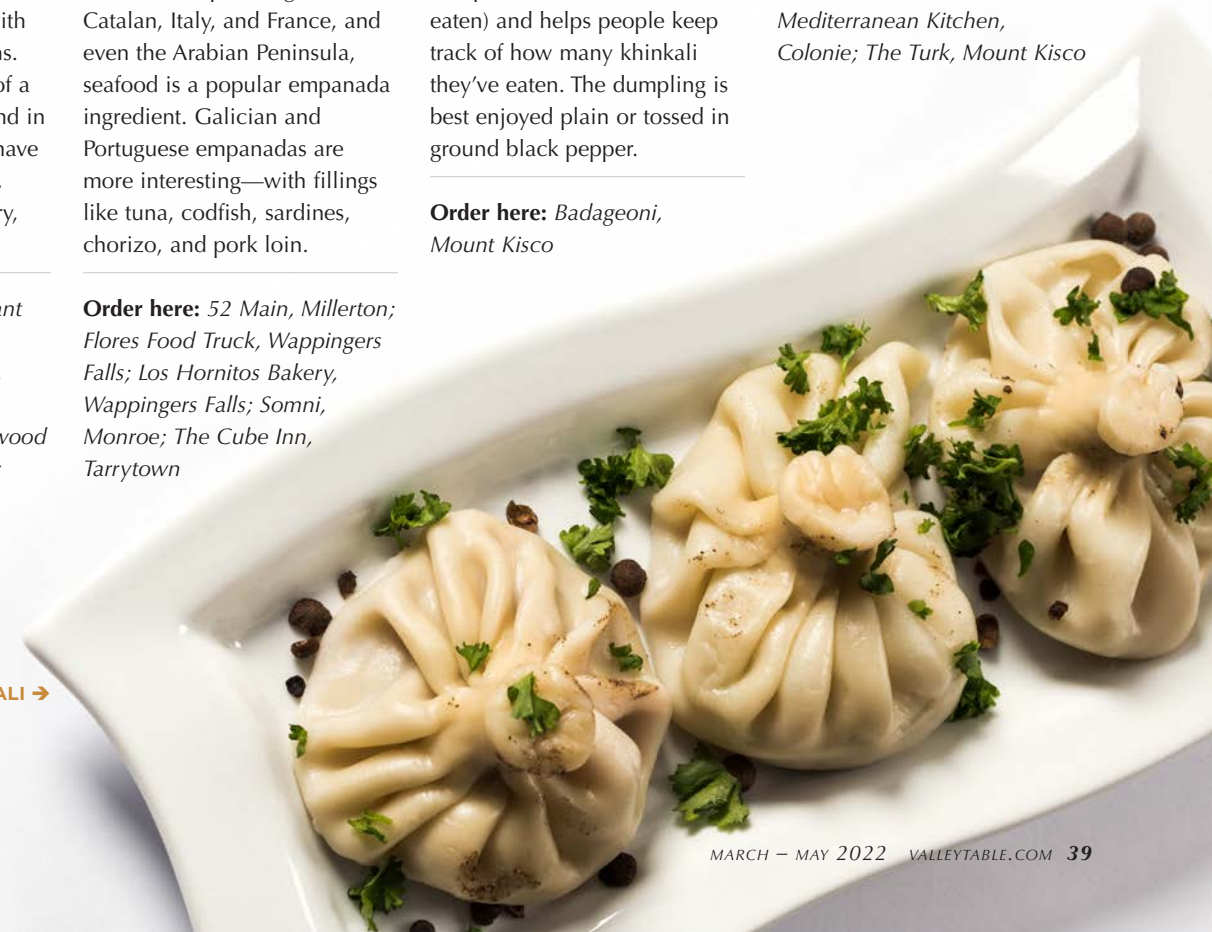 ith
ns.
of a
nd in
have
ry,
ant
wood
ALI →
Catalan, Italy, and France, and
even the Arabian Peninsula,
seafood is a popular empanada
ingredient. Galician and
Portuguese empanadas are
more interesting—with fillings
like tuna, codfish, sardines,
chorizo, and pork loin.
Order here: 52 Main, Millerton;
Flores Food Truck, Wappingers
Falls; Los Hornitos Bakery,
Wappingers Falls; Somni,
Monroe; The Cube Inn,
Tarrytown
eaten) and helps people keep
track of how many khinkali
they’ve eaten. The dumpling is
best enjoyed plain or tossed in
ground black pepper.
Order here: Badageoni,
Mount Kisco
Mediterranean Kitchen,
Colonie; The Turk, Mount Kisco
MARCH – MAY 2022 VALLEYTABLE.COM 39